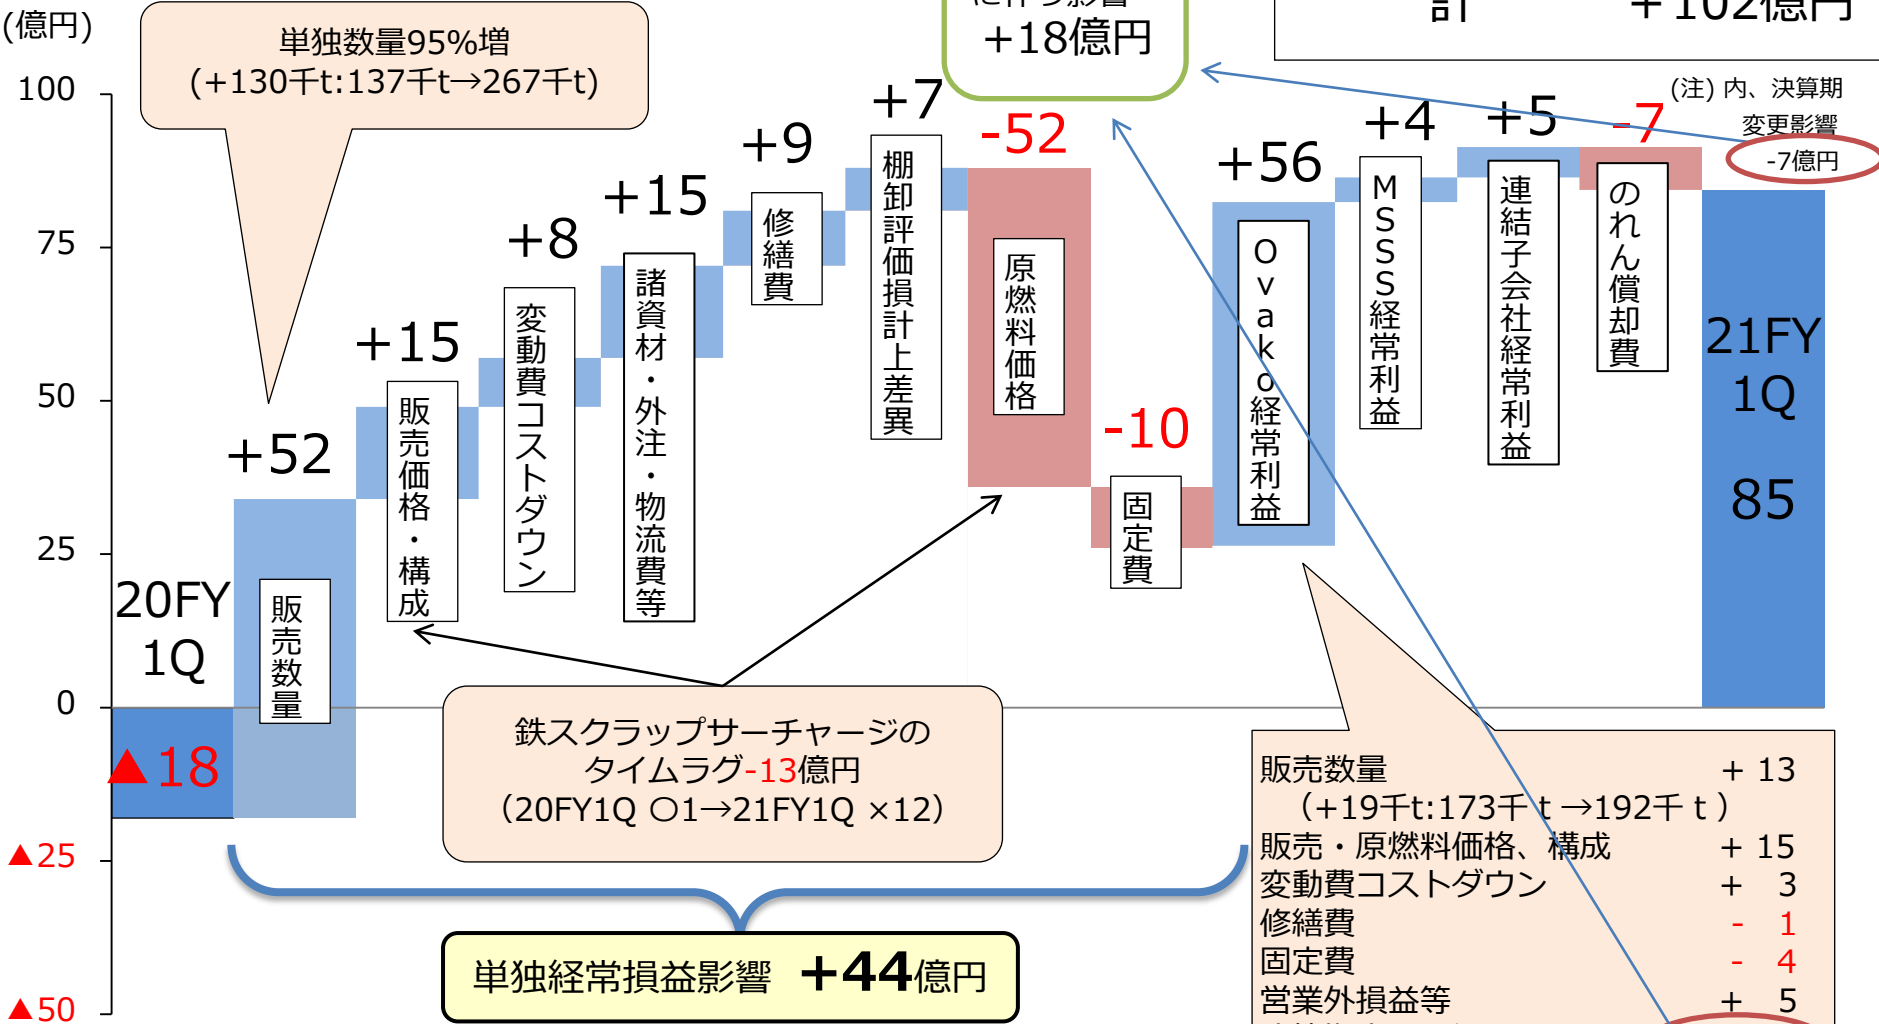 (億円)
単独数量95%増
(+130千t:137千t→267千t)
に伴う影響
+18億円
計 +102億円
(注) 内、決算期
変更影響
-7億円
100
75
50
25
0
▲25
▲50
20FY
1Q
▲18
+52
販売数量
+15
販売価格・構成
+8
変動費コストダウン
+15
諸資材・外注・物流費等
+9
修繕費
+7
棚卸評価損計上差異
-52
原燃料価格
-10
固定費
+56
Ovako経常利益
+4
MSSS経常利益
+5
連結子会社経常利益
-7
のれん償却費
21FY
1Q
85
鉄スクラップサーチャージの
タイムラグ-13億円
（20FY1Q 〇1→21FY1Q ×12）
単独経常損益影響 +44億円
販売数量 + 13
（+19千t:173千ｔ→192千ｔ）
販売・原燃料価格、構成 + 15
変動費コストダウン + 3
修繕費 - 1
固定費 - 4
営業外損益等 + 5